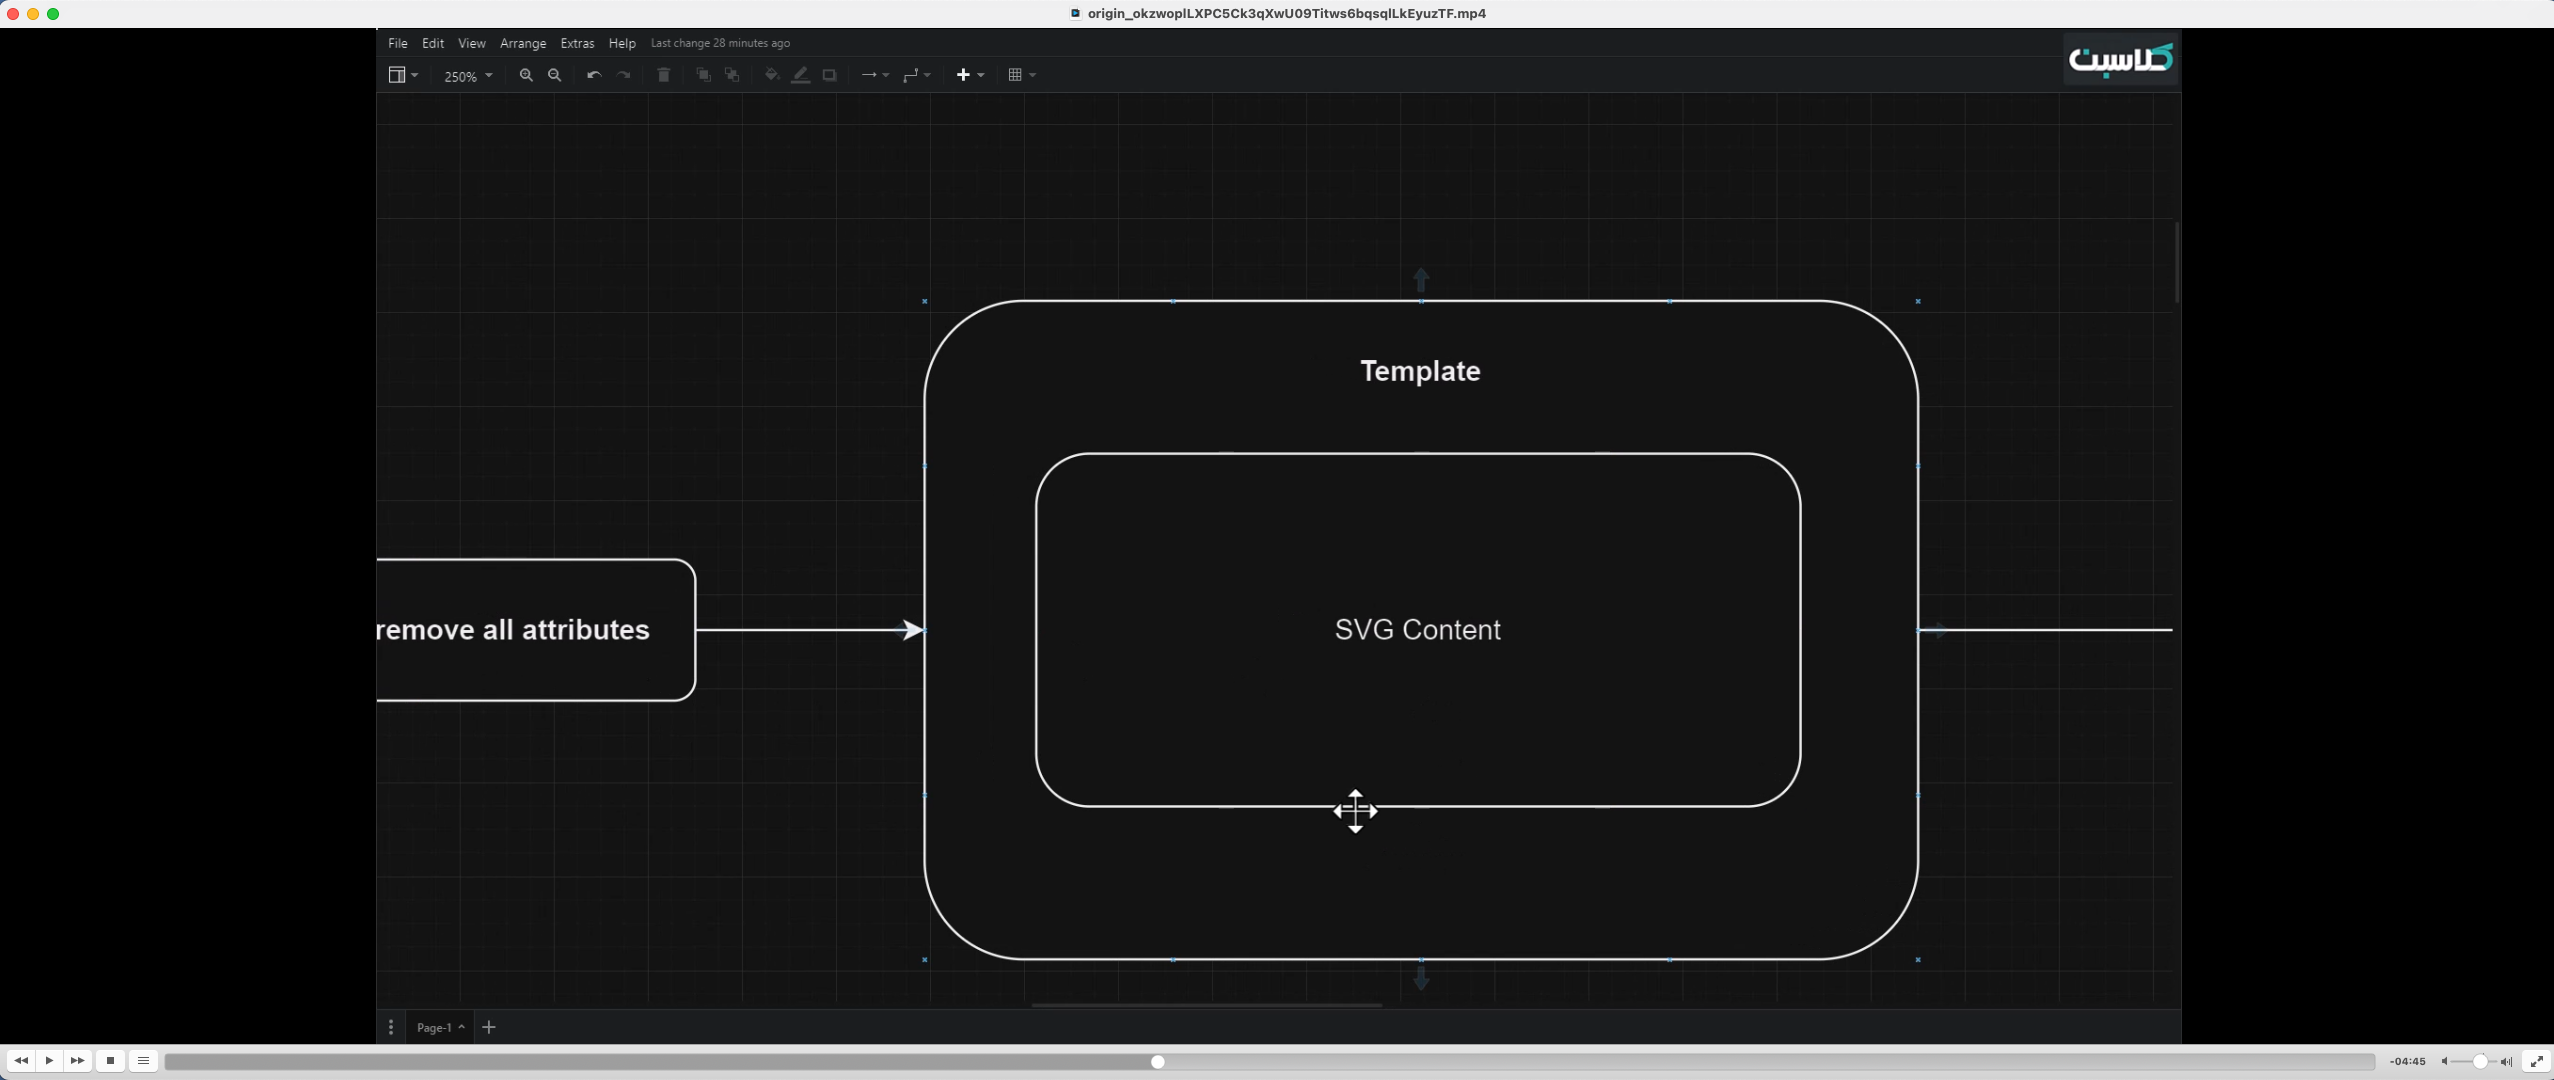 origin_okzwoplLXPC5Ck3qXwU09Titws6bqsqlLkEyuzTF.mp4
File Edit View Arrange Extras Help Last change 28 minutes ago
کلاسبن
250%
Template
SVG Content
remove all attributes
Page-1
-04:45